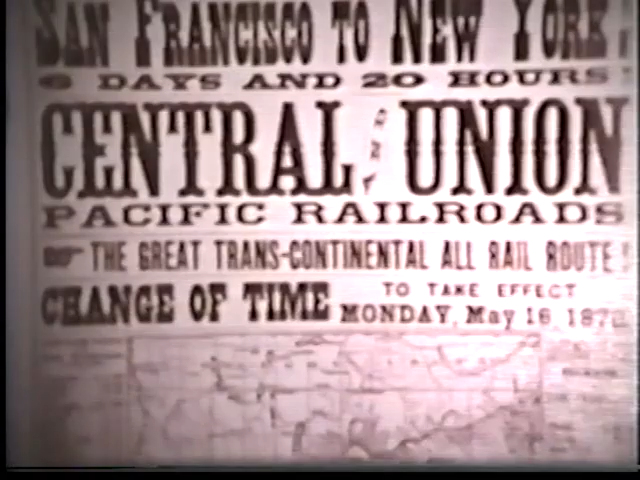 SAN FRANCISCO TO NEW YORK,
6 DAYS AND 20 HOURS!
CENTRAL AND UNION
PACIFIC RAILROADS
THE GREAT TRANS-CONTINENTAL ALL RAIL ROUTE!
CHANGE OF TIME
TO TAKE EFFECT
MONDAY, May 16